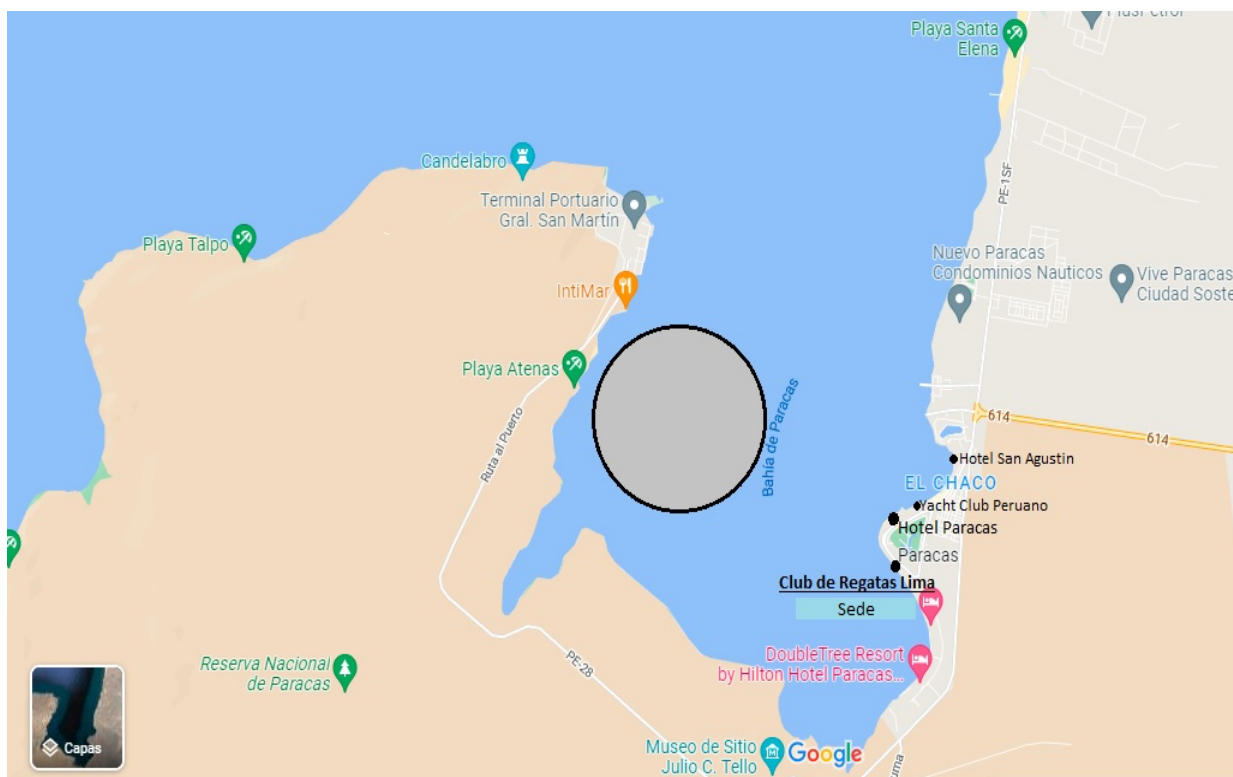 PlusPetrol
Playa Santa
Elena
PE-1SF
Candelabro
Terminal Portuario
Gral. San Martín
Playa Talpo
Nuevo Paracas
Condominios Nauticos
Vive Paracas
Ciudad Soste
IntiMar
Playa Atenas
Ruta al Puerto
Bahía de Paracas
614
614
Hotel San Agustin
EL CHACO
Yacht Club Peruano
Hotel Paracas
Paracas
Club de Regatas Lima
Sede
DoubleTree Resort
by Hilton Hotel Paracas...
PE-28
Reserva Nacional
de Paracas
Capas
Museo de Sitio
Julio C. Tello
Google